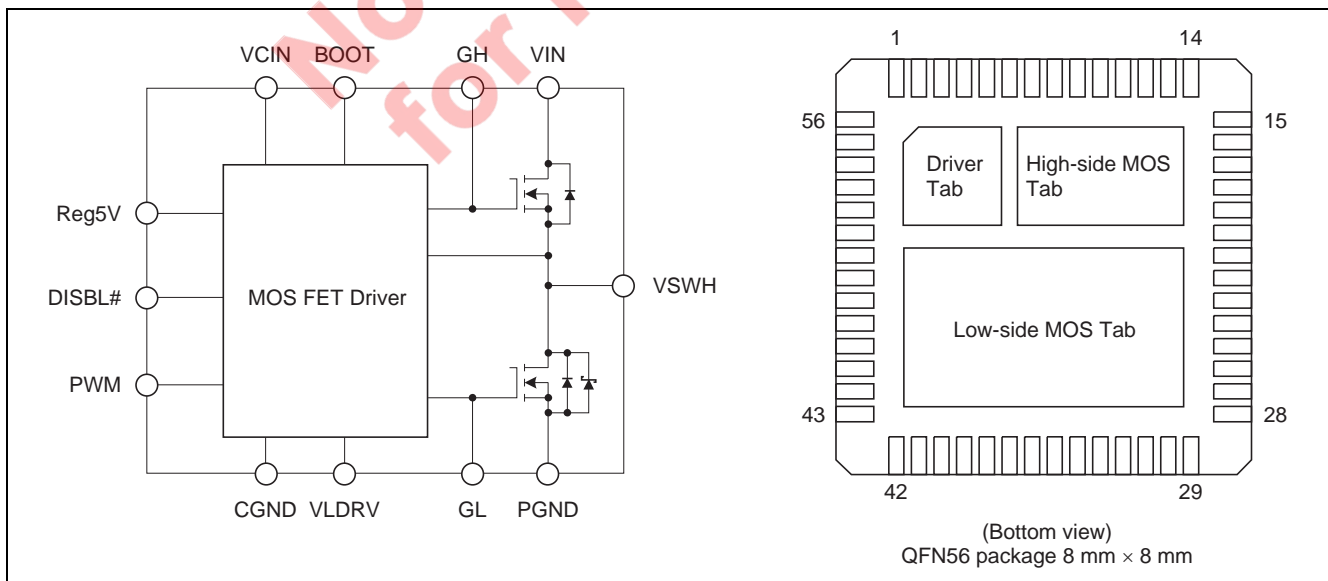 No
for
VCIN BOOT GH VIN
Reg5V
DISBL#
PWM
MOS FET Driver
VSWH
CGND VLDRV GL PGND
1 14
56 15
Driver
Tab
High-side MOS
Tab
Low-side MOS Tab
43 28
42 29
(Bottom view)
QFN56 package 8 mm × 8 mm